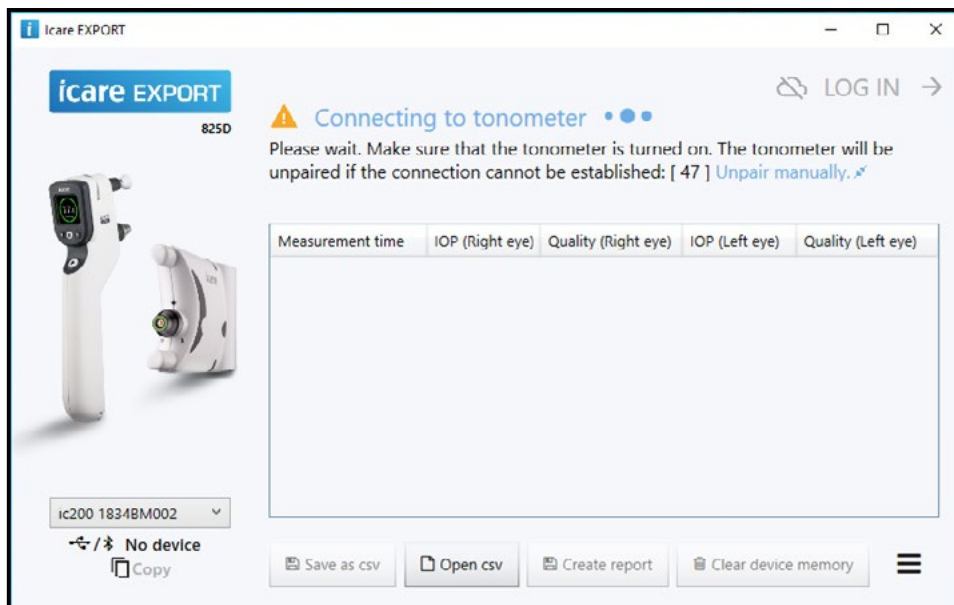 Icare EXPORT
icare EXPORT
825D
LOG IN
Connecting to tonometer
Please wait. Make sure that the tonometer is turned on. The tonometer will be
unpaired if the connection cannot be established: [ 47 ] Unpair manually.
Measurement time IOP (Right eye) Quality (Right eye) IOP (Left eye) Quality (Left eye)
ic200 1834BM002
/ No device
Copy
Save as csv Open csv Create report Clear device memory